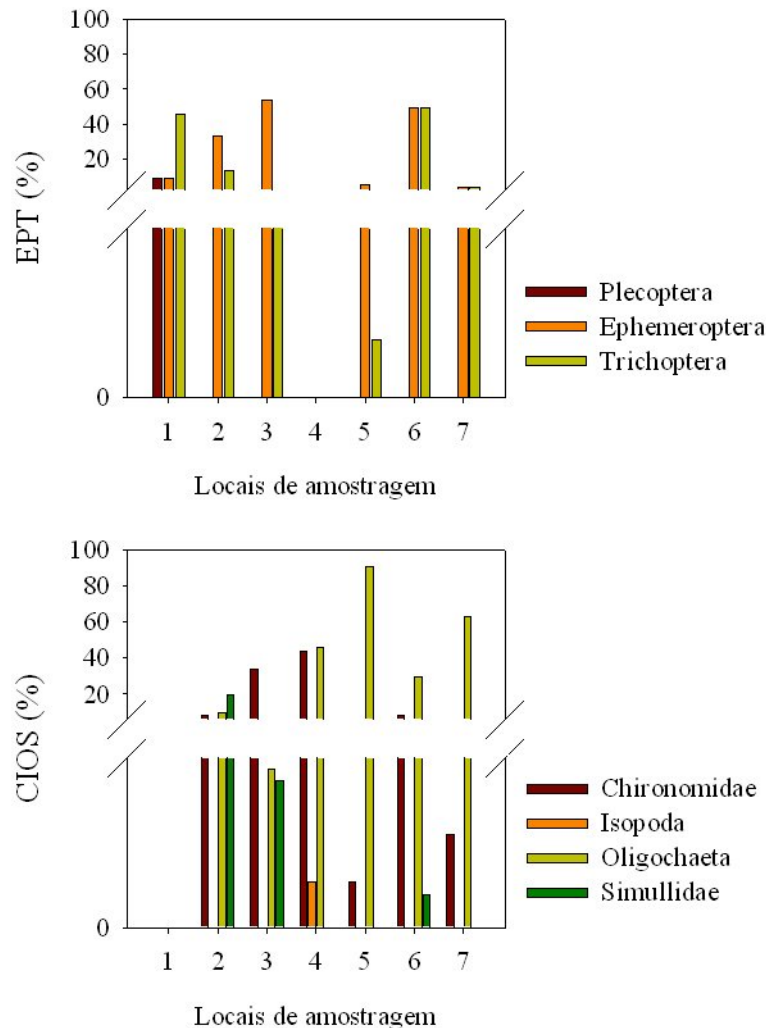 100
80
60
40
20
0
EPT (%)
Plecoptera
Ephemeroptera
Trichoptera
1 2 3 4 5 6 7
Locais de amostragem
100
80
60
40
20
0
CIOS (%)
Chironomidae
Isopoda
Oligochaeta
Simullidae
1 2 3 4 5 6 7
Locais de amostragem